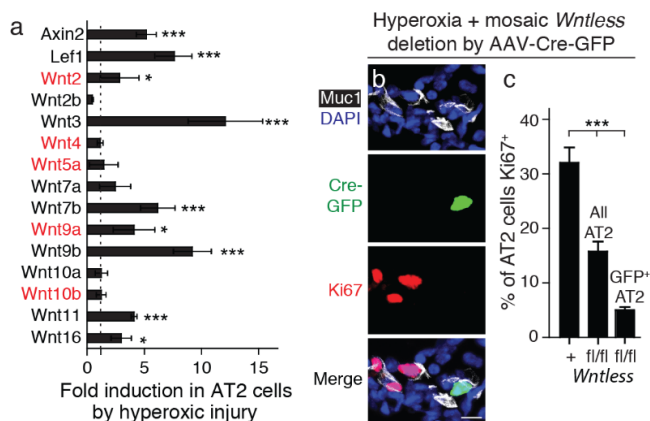 a
Axin2
***
Lef1
***
Wnt2
*
Wnt2b
Wnt3
***
Wnt4
Wnt5a
Wnt7a
Wnt7b
***
Wnt9a
*
Wnt9b
***
Wnt10a
Wnt10b
Wnt11
***
Wnt16
*
0 5 10 15
Fold induction in AT2 cells
by hyperoxic injury
Hyperoxia + mosaic Wntless
deletion by AAV-Cre-GFP
b
Muc1
DAPI
Cre-
GFP
Ki67
Merge
c
% of AT2 cells Ki67+
40
30
20
10
0
***
All
AT2
GFP+
AT2
+ fl/fl fl/fl
Wntless